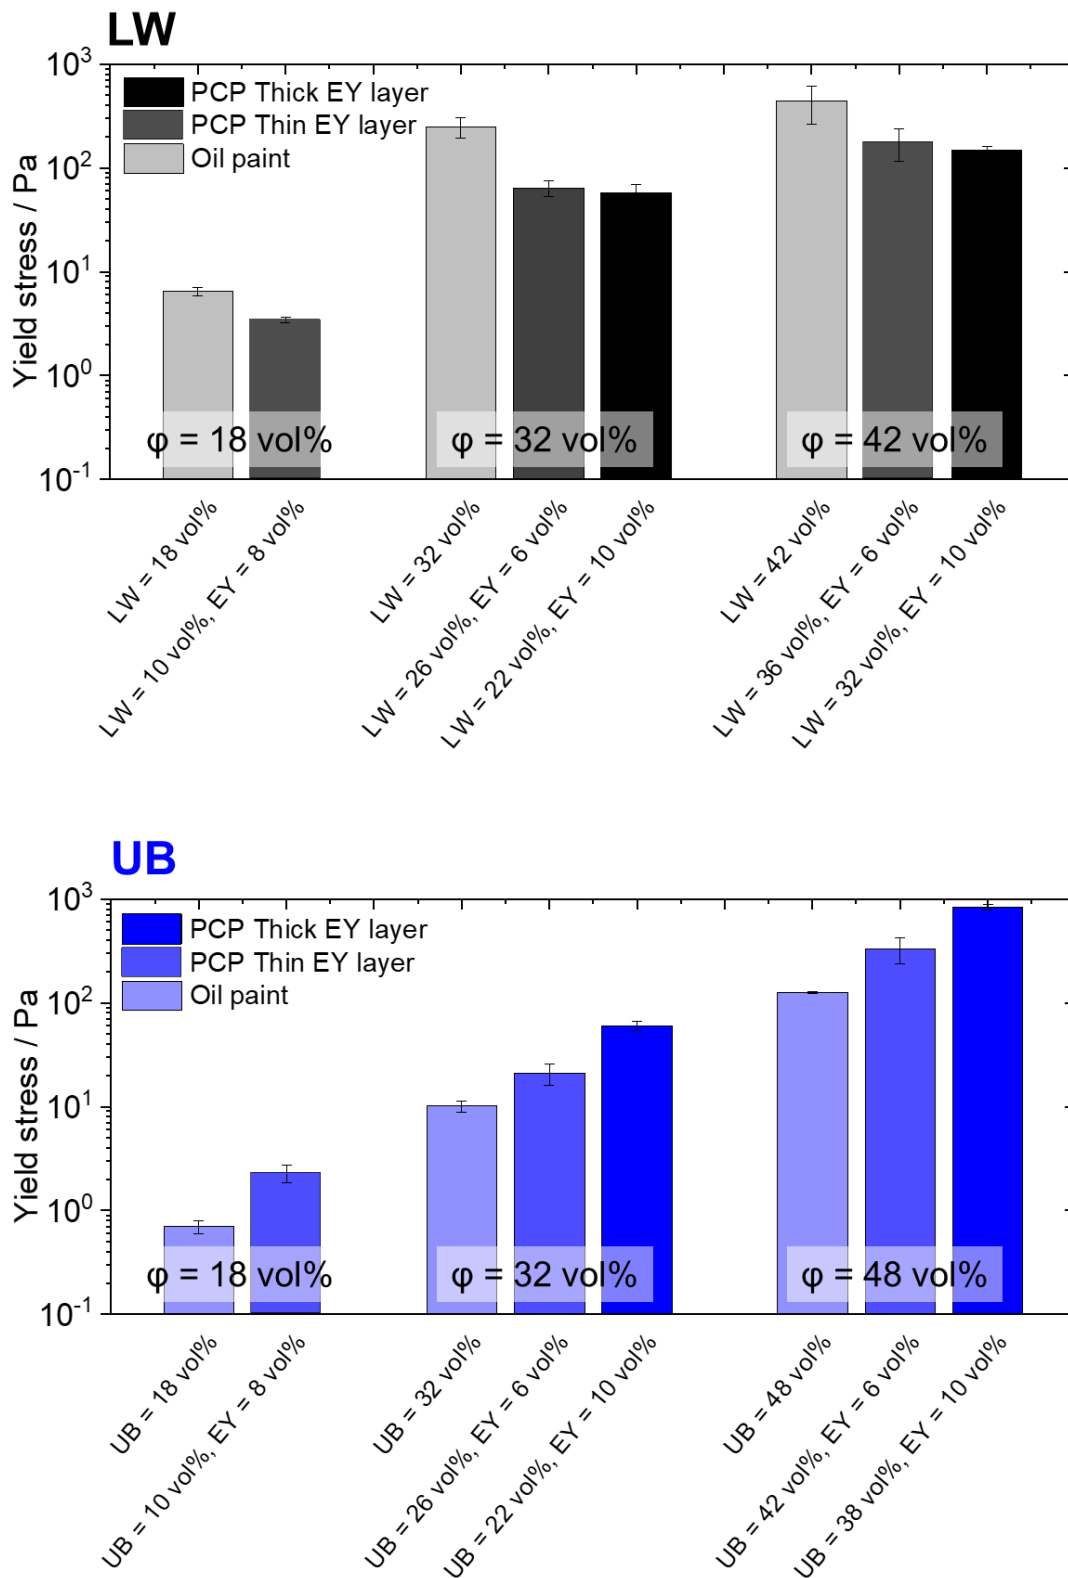 LW
10³
10²
10¹
10⁰
10⁻¹
Yield stress / Pa
PCP Thick EY layer
PCP Thin EY layer
Oil paint
φ = 18 vol%
φ = 32 vol%
φ = 42 vol%
LW = 18 vol%
LW = 10 vol%, EY = 8 vol%
LW = 32 vol%
LW = 26 vol%, EY = 6 vol%
LW = 22 vol%, EY = 10 vol%
LW = 42 vol%
LW = 36 vol%, EY = 6 vol%
LW = 32 vol%, EY = 10 vol%
UB
10³
10²
10¹
10⁰
10⁻¹
Yield stress / Pa
PCP Thick EY layer
PCP Thin EY layer
Oil paint
φ = 18 vol%
φ = 32 vol%
φ = 48 vol%
UB = 18 vol%
UB = 10 vol%, EY = 8 vol%
UB = 32 vol%
UB = 26 vol%, EY = 6 vol%
UB = 22 vol%, EY = 10 vol%
UB = 48 vol%
UB = 42 vol%, EY = 6 vol%
UB = 38 vol%, EY = 10 vol%